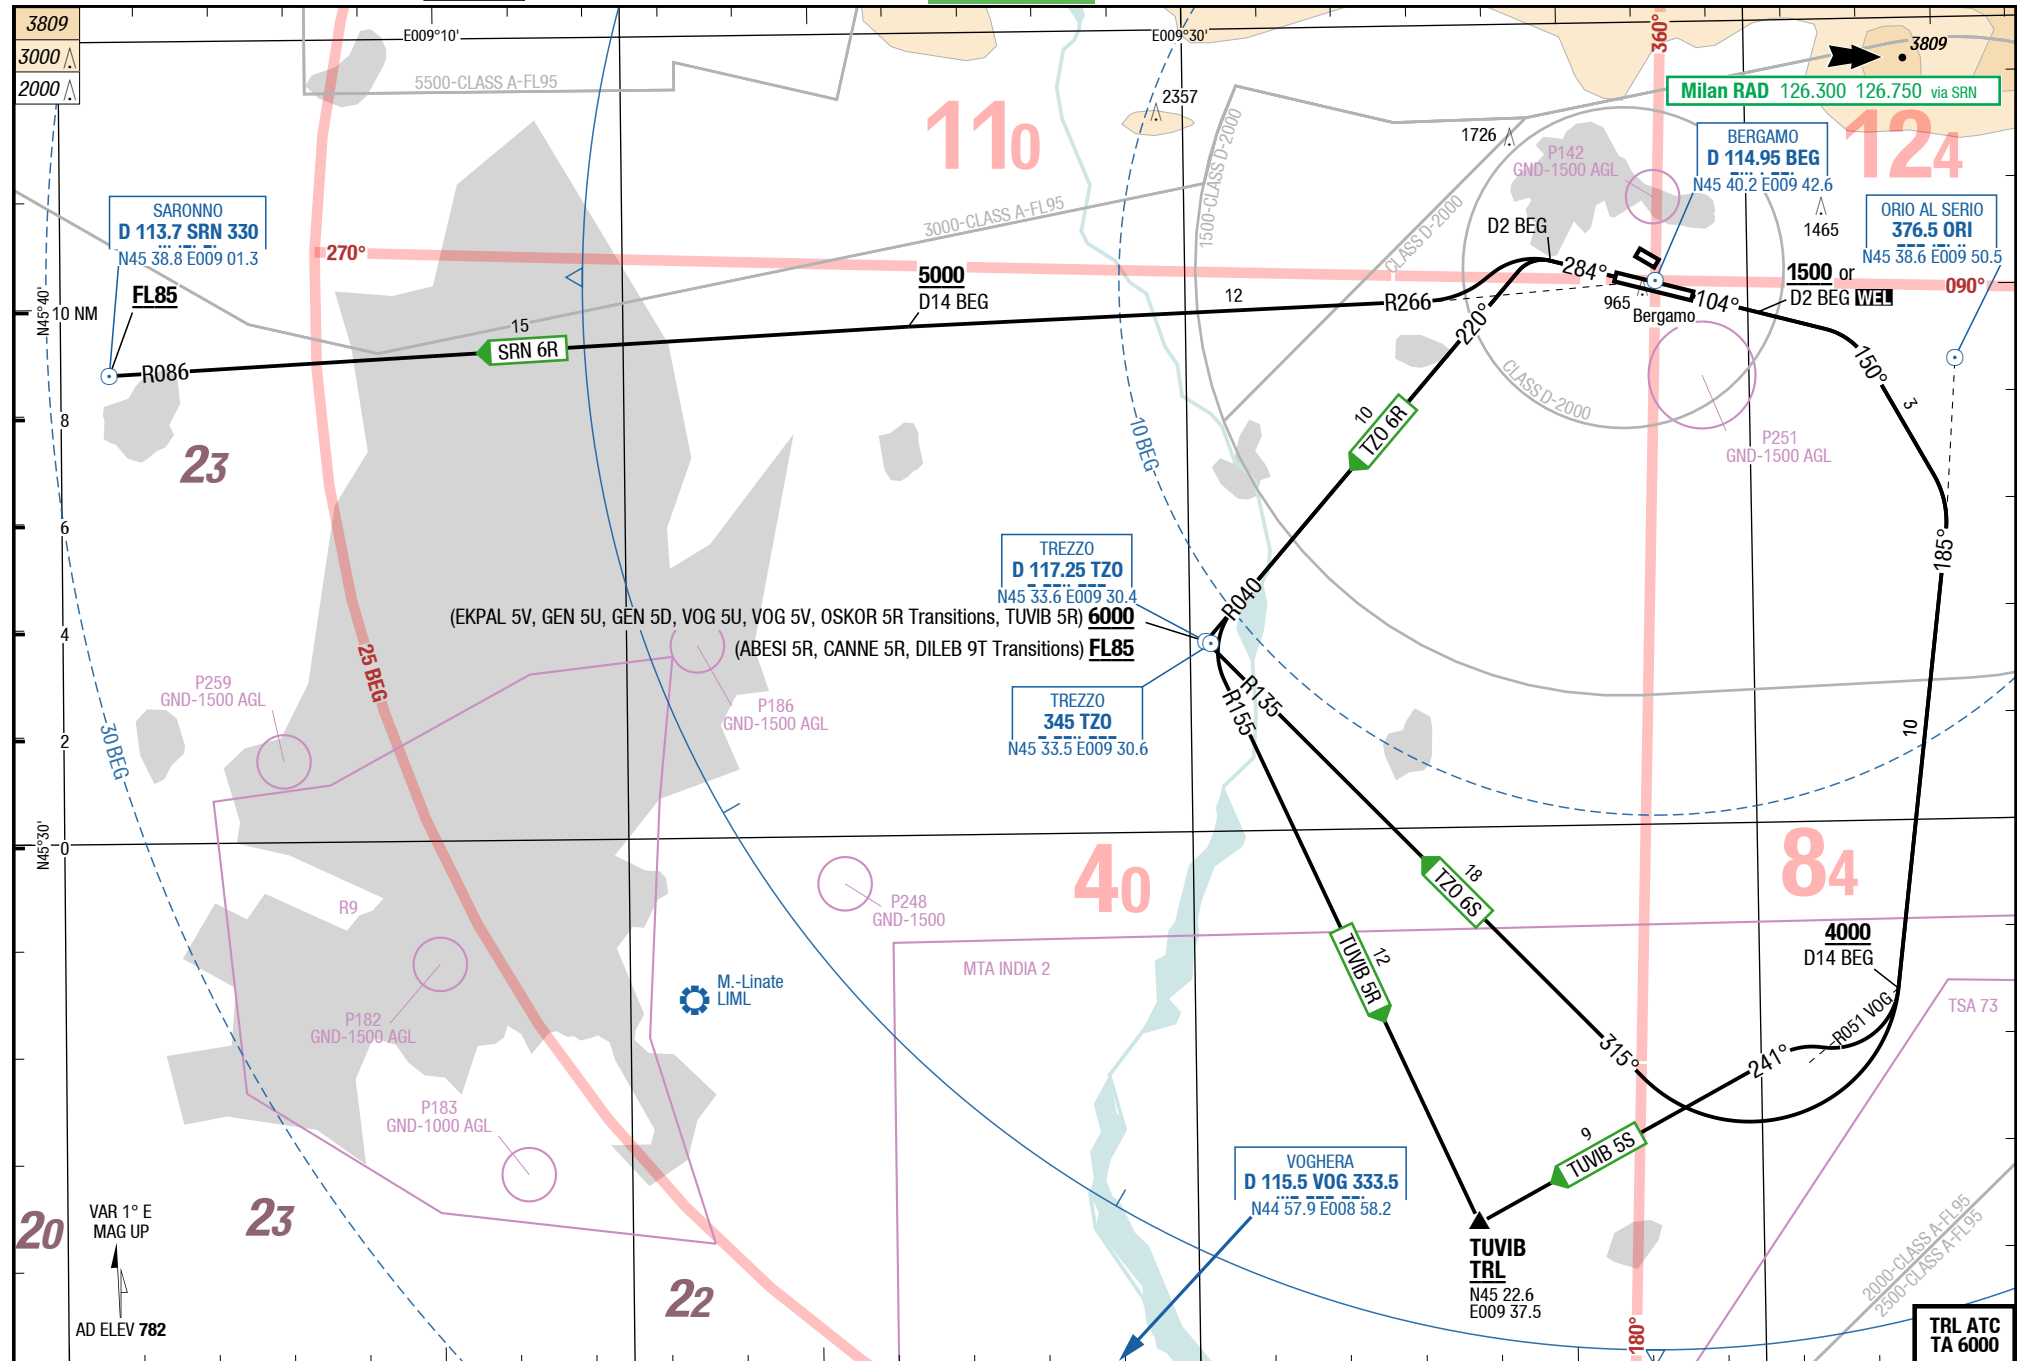 3809
3000
2000
E009°10'
E009°30'
360°
3809
5500-CLASS A-FL95
Milan RAD 126.300 126.750 via SRN
2357
110
124
1726
1500-CLASS D-2000
P142
GND-1500 AGL
BERGAMO
D 114.95 BEG
N45 40.2 E009 42.6
SARONNO
D 113.7 SRN 330
N45 38.8 E009 01.3
3000-CLASS A-FL95
CLASS D-2000
D2 BEG
1465
ORIO AL SERIO
376.5 ORI
N45 38.6 E009 50.5
270°
284°
5000
D14 BEG
12
R266
1500 or
D2 BEG WEL
090°
965
104°
Bergamo
FL85
N45°40'
10 NM
15
SRN 6R
R086
220°
150°
3
CLASS D-2000
10
TZO 6R
8
P251
GND-1500 AGL
10 BEG
23
6
185°
TREZZO
D 117.25 TZO
N45 33.6 E009 30.4
R040
(EKPAL 5V, GEN 5U, GEN 5D, VOG 5U, VOG 5V, OSKOR 5R Transitions, TUVIB 5R) 6000
(ABESI 5R, CANNE 5R, DILEB 9T Transitions) FL85
4
25 BEG
P259
GND-1500 AGL
P186
GND-1500 AGL
TREZZO
345 TZO
N45 33.5 E009 30.6
R135
R155
10
30 BEG
2
N45°30'
0
40
84
18
TZO 6S
R9
P248
GND-1500
4000
D14 BEG
12
TUVIB 5R
MTA INDIA 2
M.-Linate
LIML
TSA 73
R051 VOG
P182
GND-1500 AGL
315°
241°
P183
GND-1000 AGL
9
TUVIB 5S
VOGHERA
D 115.5 VOG 333.5
N44 57.9 E008 58.2
20
VAR 1° E
MAG UP
23
TUVIB
TRL
N45 22.6
E009 37.5
2000-CLASS A-FL95
2500-CLASS A-FL95
22
AD ELEV 782
180°
TRL ATC
TA 6000